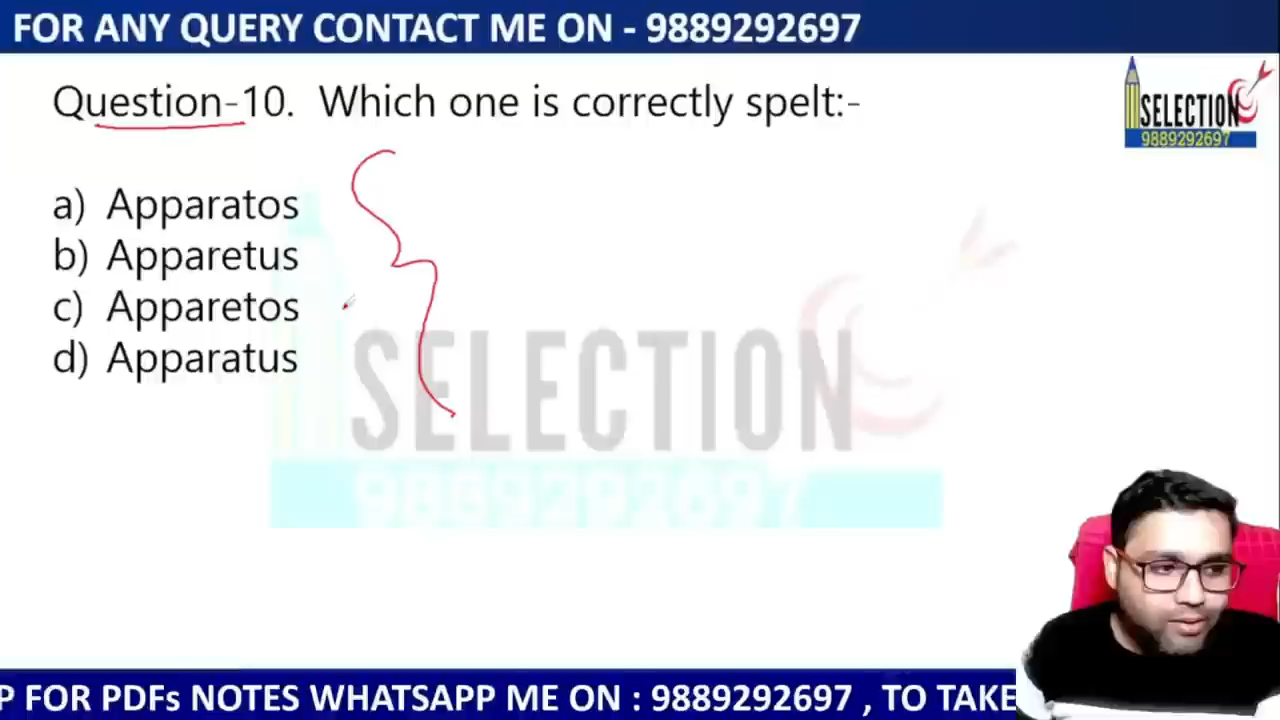 FOR ANY QUERY CONTACT ME ON - 9889292697
SELECTION
9889292697
Question-10. Which one is correctly spelt:-
a) Apparatos
b) Apparetus
c) Apparetos
d) Apparatus
SELECTION
9889292697
P FOR PDFs NOTES WHATSAPP ME ON : 9889292697 , TO TAKE